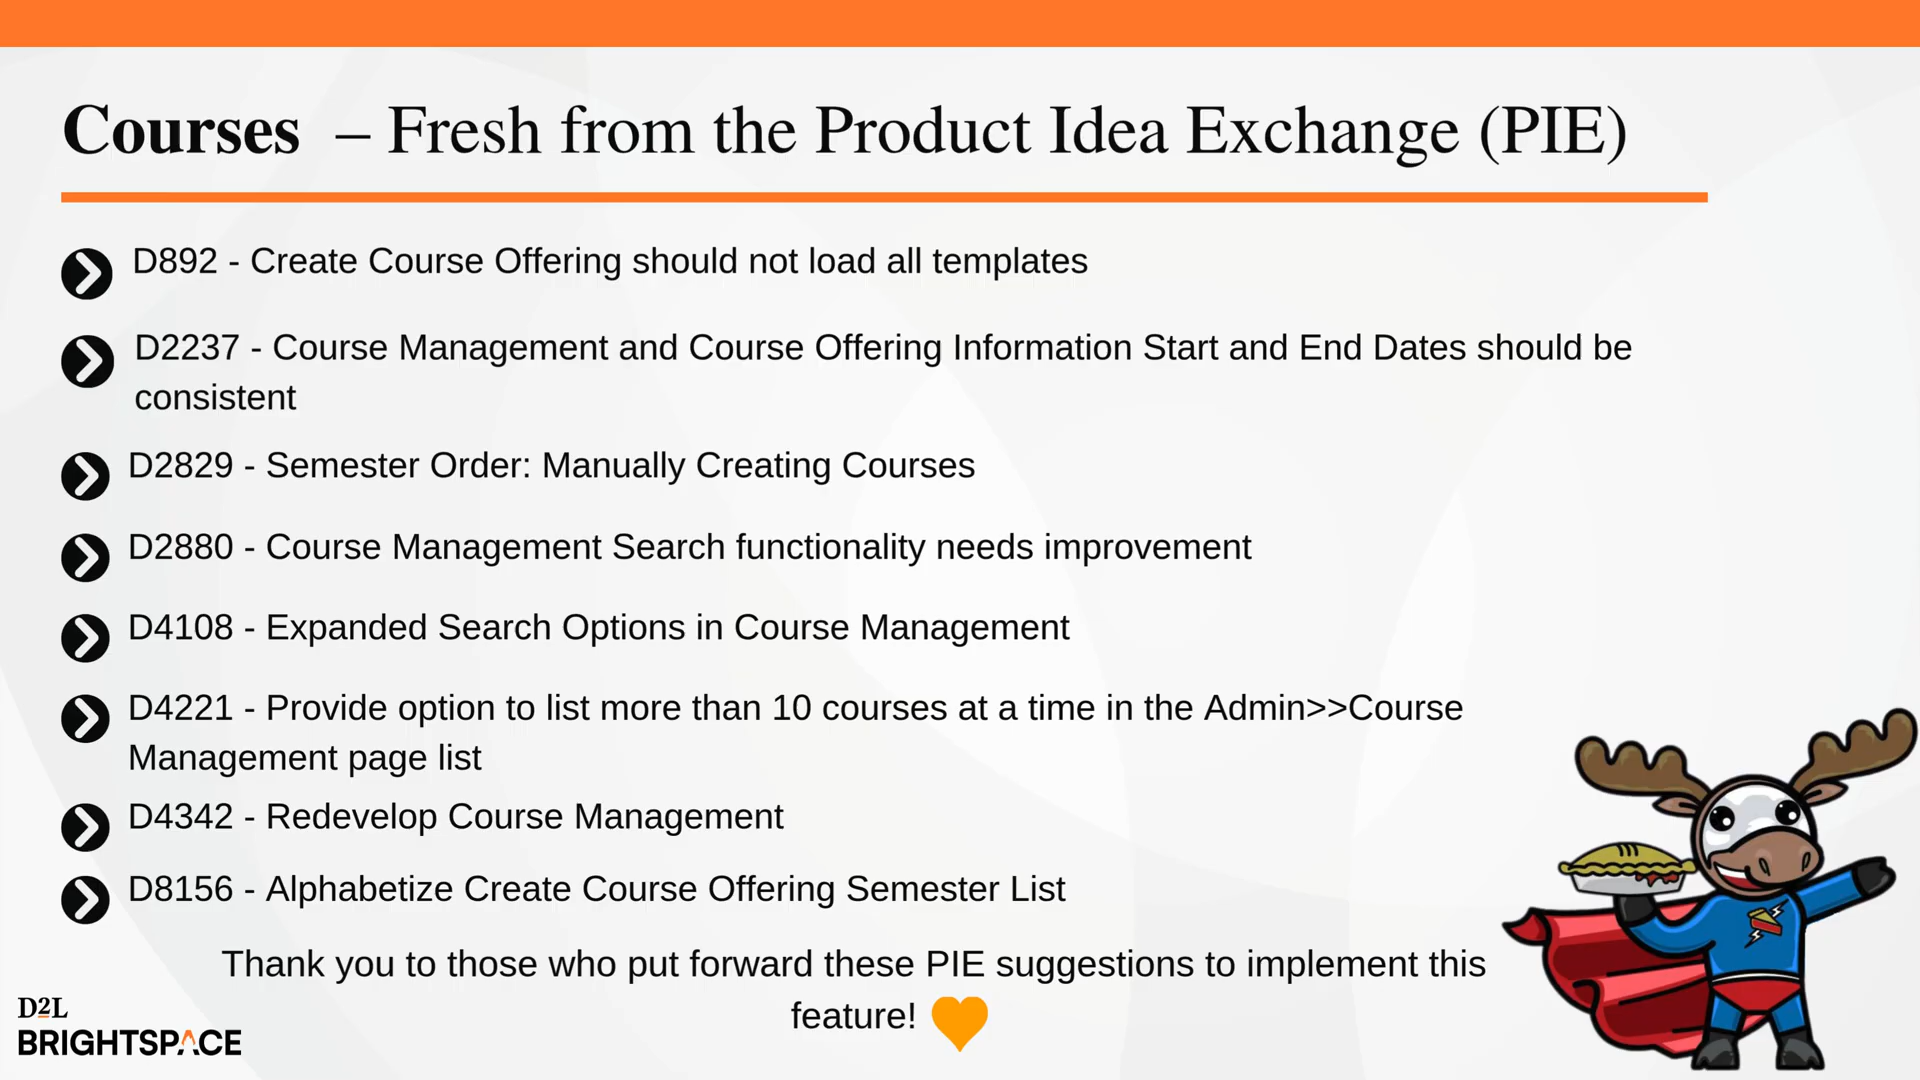 Courses – Fresh from the Product Idea Exchange (PIE)
D892 - Create Course Offering should not load all templates
D2237 - Course Management and Course Offering Information Start and End Dates should be
consistent
D2829 - Semester Order: Manually Creating Courses
D2880 - Course Management Search functionality needs improvement
D4108 - Expanded Search Options in Course Management
D4221 - Provide option to list more than 10 courses at a time in the Admin>>Course
Management page list
D4342 - Redevelop Course Management
D8156 - Alphabetize Create Course Offering Semester List
Thank you to those who put forward these PIE suggestions to implement this
feature! 🧡
D2L
BRIGHTSPACE